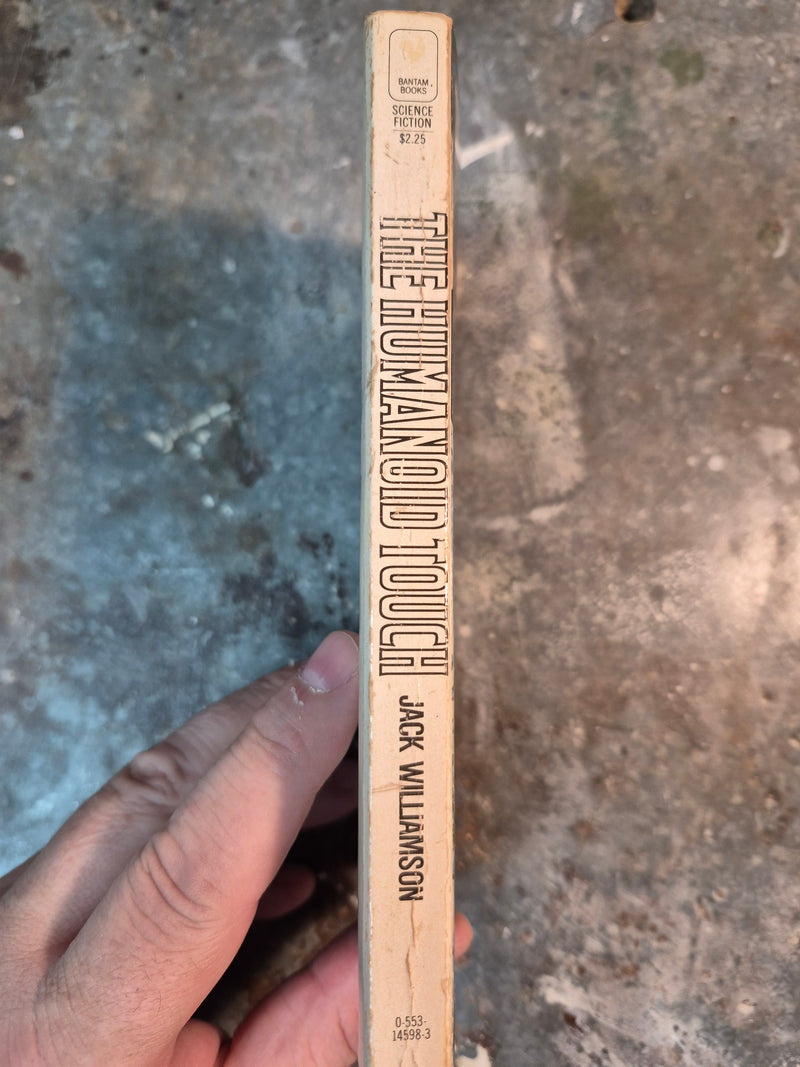 BANTAM
BOOKS
SCIENCE
FICTION
$2.25
THE HUMANOID TOUCH
JACK WILLIAMSON
0-553-
14598-3